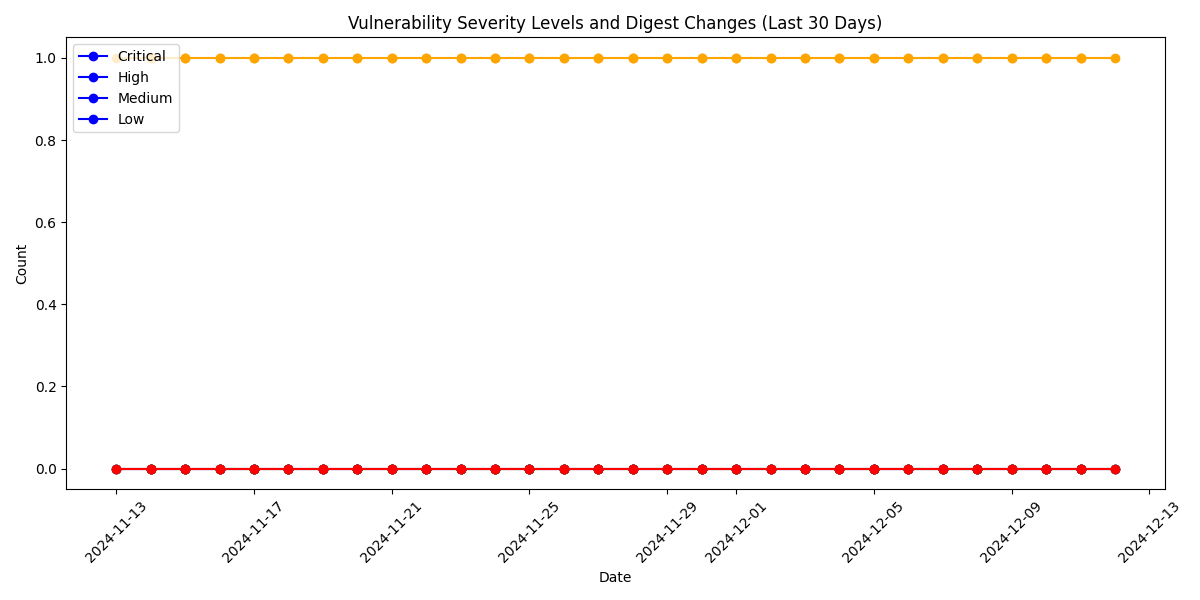 Vulnerability Severity Levels and Digest Changes (Last 30 Days)
Critical
High
Medium
Low
Count
1.0
0.8
0.6
0.4
0.2
0.0
2024-11-13
2024-11-17
2024-11-21
2024-11-25
2024-11-29
2024-12-01
2024-12-05
2024-12-09
2024-12-13
Date